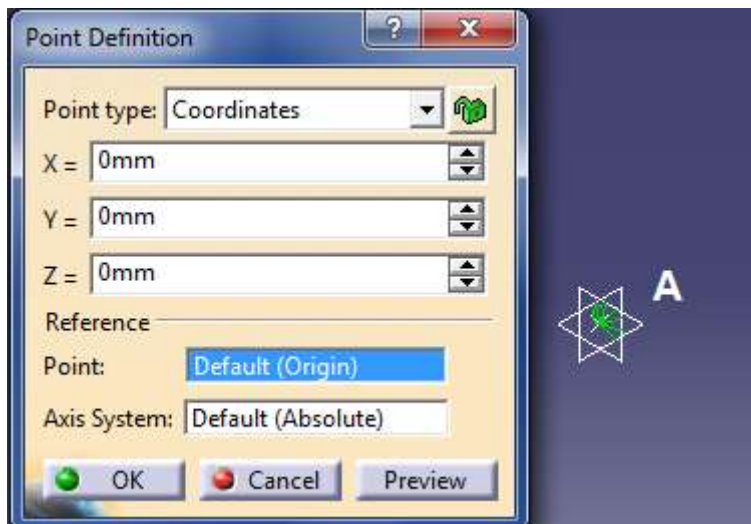 Point Definition
?
Point type: Coordinates
X = 0mm
Y = 0mm
Z = 0mm
Reference
Point: Default (Origin)
Axis System: Default (Absolute)
OK Cancel Preview
A